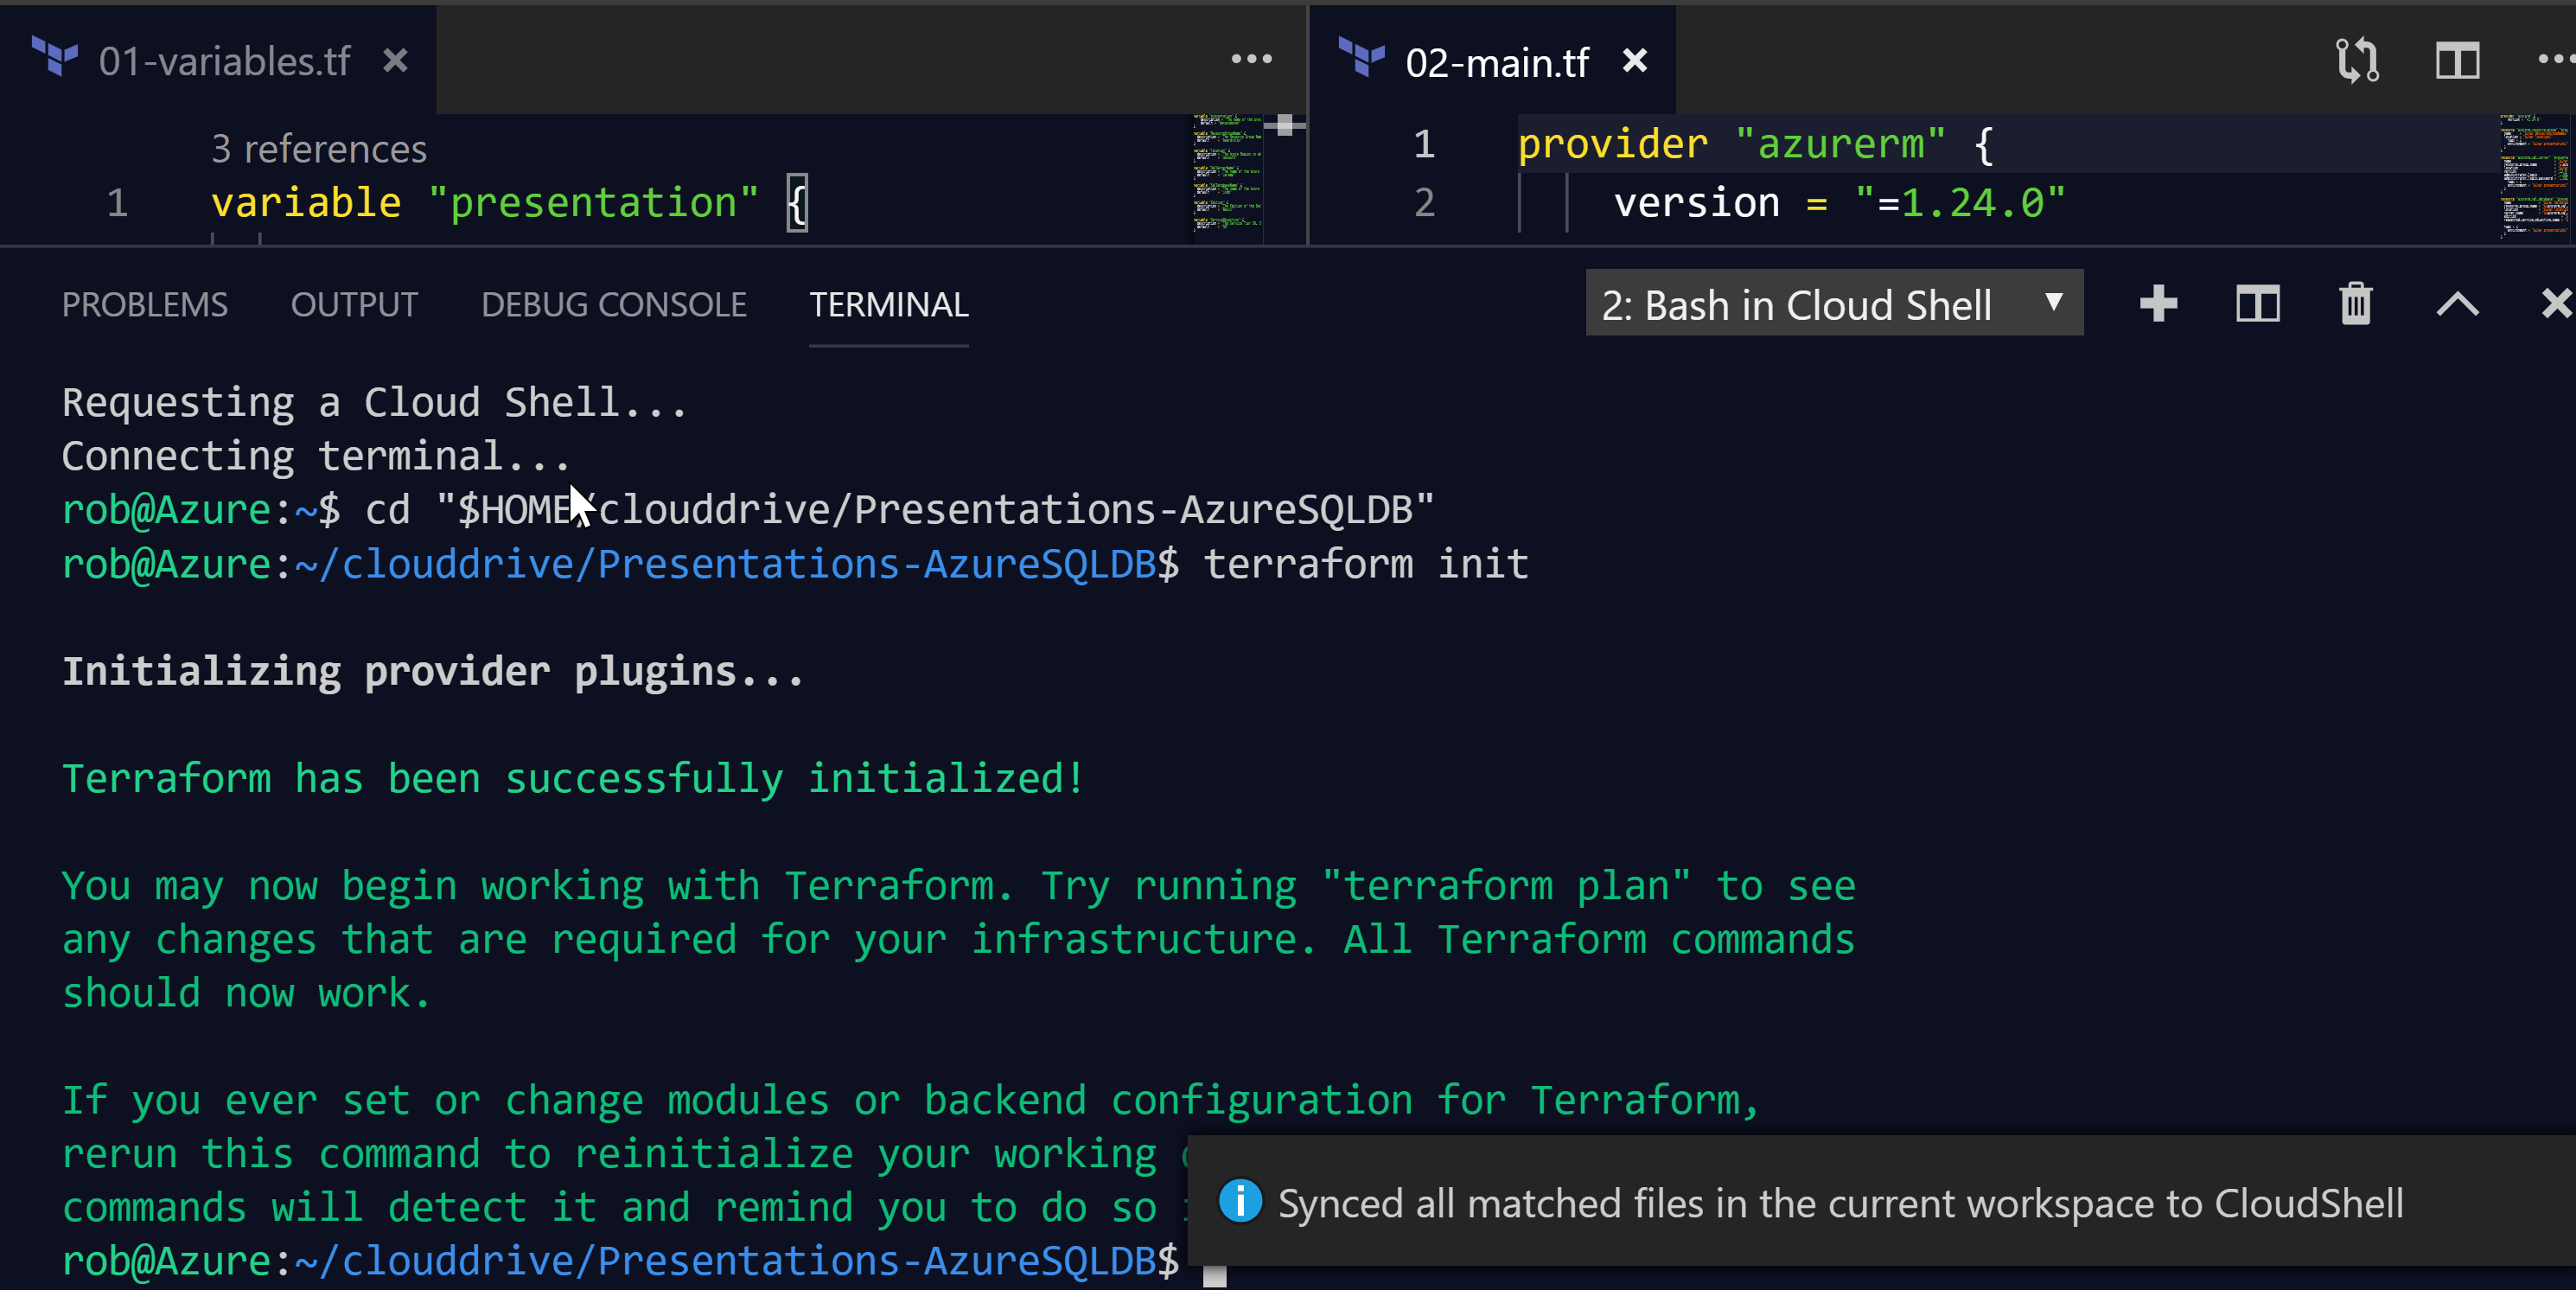 01-variables.tf
02-main.tf
3 references
1 variable "presentation" {
1 provider "azurerm" {
2 version = "=1.24.0"
PROBLEMS OUTPUT DEBUG CONSOLE TERMINAL 2: Bash in Cloud Shell
Requesting a Cloud Shell...
Connecting terminal...
rob@Azure:~$ cd "$HOME/clouddrive/Presentations-AzureSQLDB"
rob@Azure:~/clouddrive/Presentations-AzureSQLDB$ terraform init
Initializing provider plugins...
Terraform has been successfully initialized!
You may now begin working with Terraform. Try running "terraform plan" to see
any changes that are required for your infrastructure. All Terraform commands
should now work.
If you ever set or change modules or backend configuration for Terraform,
rerun this command to reinitialize your working
commands will detect it and remind you to do so
rob@Azure:~/clouddrive/Presentations-AzureSQLDB$
Synced all matched files in the current workspace to CloudShell